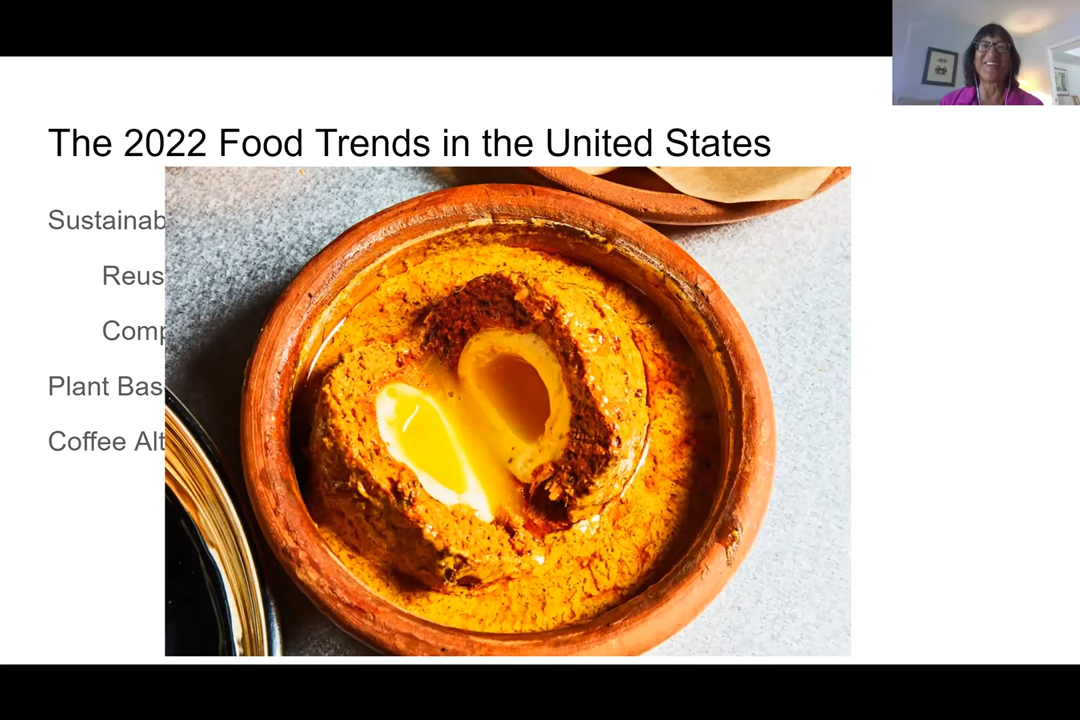 The 2022 Food Trends in the United States
Sustainab
Reus
Comp
Plant Bas
Coffee Alt